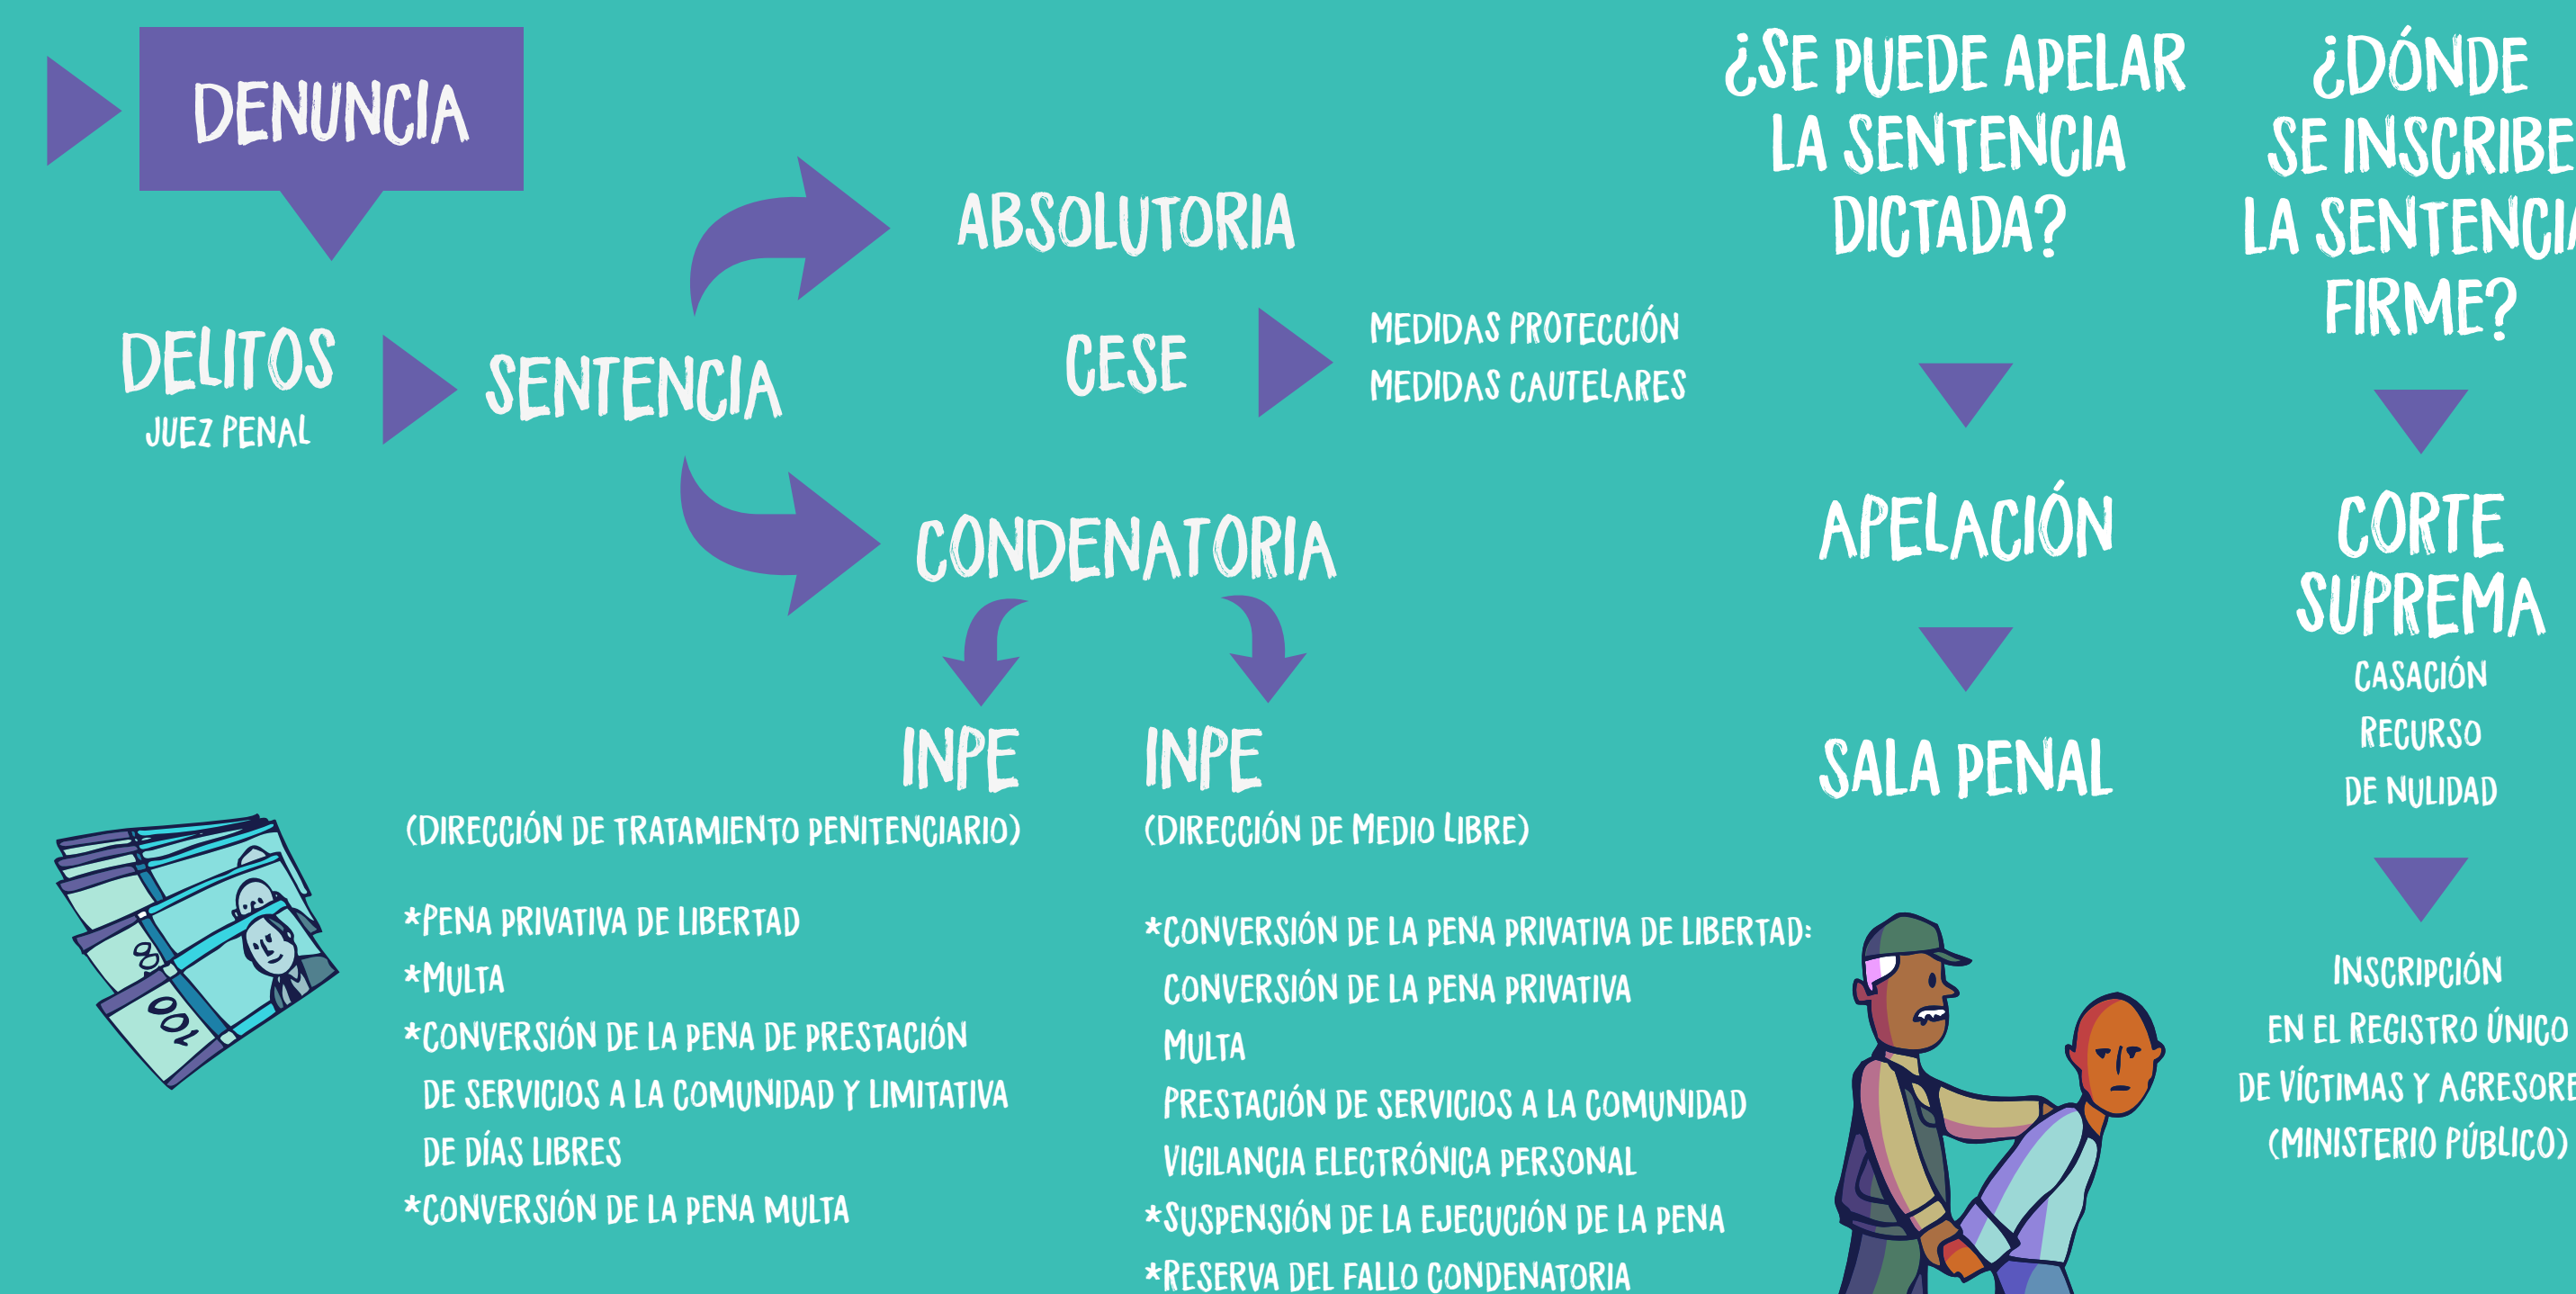 DENUNCIA
DELITOS
JUEZ PENAL
SENTENCIA
ABSOLUTORIA
CESE
MEDIDAS PROTECCIÓN
MEDIDAS CAUTELARES
CONDENATORIA
INPE
(DIRECCIÓN DE TRATAMIENTO PENITENCIARIO)
*PENA PRIVATIVA DE LIBERTAD
*MULTA
*CONVERSIÓN DE LA PENA DE PRESTACIÓN
DE SERVICIOS A LA COMUNIDAD Y LIMITATIVA
DE DÍAS LIBRES
*CONVERSIÓN DE LA PENA MULTA
INPE
(DIRECCIÓN DE MEDIO LIBRE)
*CONVERSIÓN DE LA PENA PRIVATIVA DE LIBERTAD:
CONVERSIÓN DE LA PENA PRIVATIVA
MULTA
PRESTACIÓN DE SERVICIOS A LA COMUNIDAD
VIGILANCIA ELECTRÓNICA PERSONAL
*SUSPENSIÓN DE LA EJECUCIÓN DE LA PENA
*RESERVA DEL FALLO CONDENATORIA
100
¿SE PUEDE APELAR
LA SENTENCIA
DICTADA?
APELACIÓN
SALA PENAL
¿DÓNDE
SE INSCRIBE
LA SENTENCIA
FIRME?
CORTE
SUPREMA
CASACIÓN
RECURSO
DE NULIDAD
INSCRIPCIÓN
EN EL REGISTRO ÚNICO
DE VÍCTIMAS Y AGRESORE
(MINISTERIO PÚBLICO)